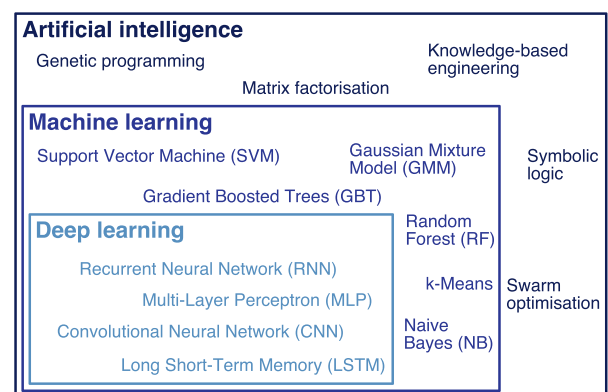 Artificial intelligence
Genetic programming
Knowledge-based
engineering
Matrix factorisation
Machine learning
Support Vector Machine (SVM)
Gaussian Mixture
Model (GMM)
Symbolic
logic
Gradient Boosted Trees (GBT)
Deep learning
Random
Forest (RF)
Recurrent Neural Network (RNN)
k-Means
Swarm
optimisation
Multi-Layer Perceptron (MLP)
Convolutional Neural Network (CNN)
Naive
Bayes (NB)
Long Short-Term Memory (LSTM)